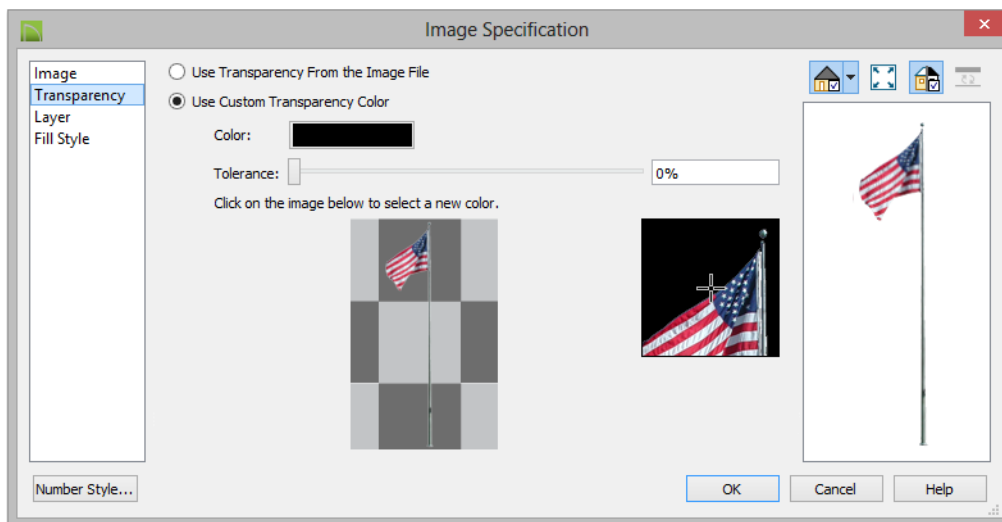 Image Specification
Image
Transparency
Layer
Fill Style
Use Transparency From the Image File
Use Custom Transparency Color
Color:
Tolerance:
0%
Click on the image below to select a new color.
Number Style...
OK
Cancel
Help